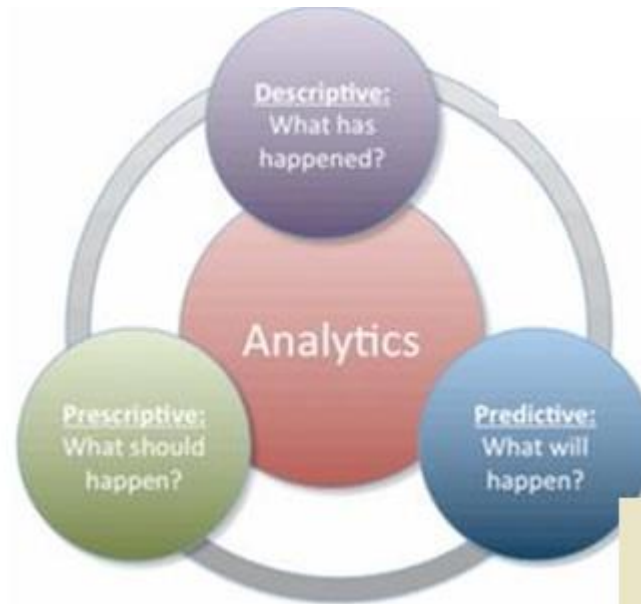 Descriptive:
What has
happened?
Analytics
Prescriptive:
What should
happen?
Predictive:
What will
happen?